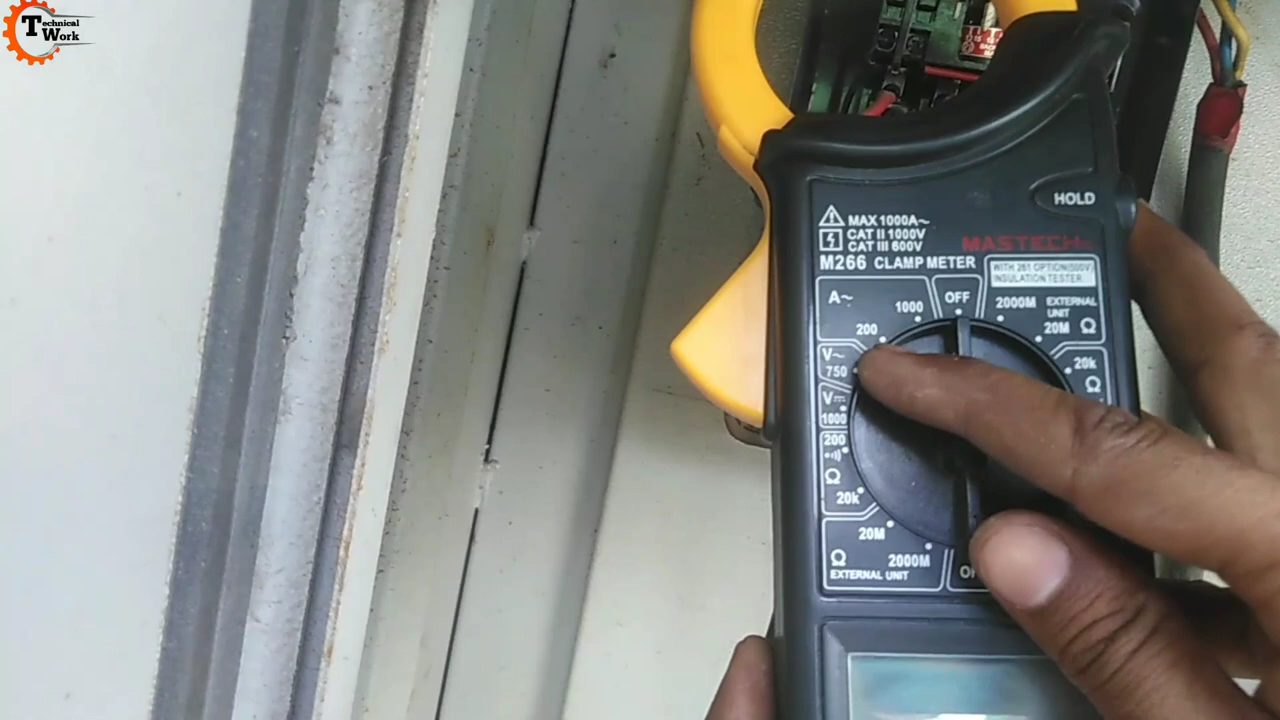 Technical
Work
HOLD
MAX 1000A~
CAT II 1000V
CAT III 600V
MASTECH
M266 CLAMP METER
WITH 261 OPTION(500V)
INSULATION TESTER
A~
1000
OFF
2000M
EXTERNAL
UNIT
200
20M Ω
V~
750
20k
Ω
V⎓
1000
200
Ω
20k
20M
Ω
2000M
EXTERNAL UNIT